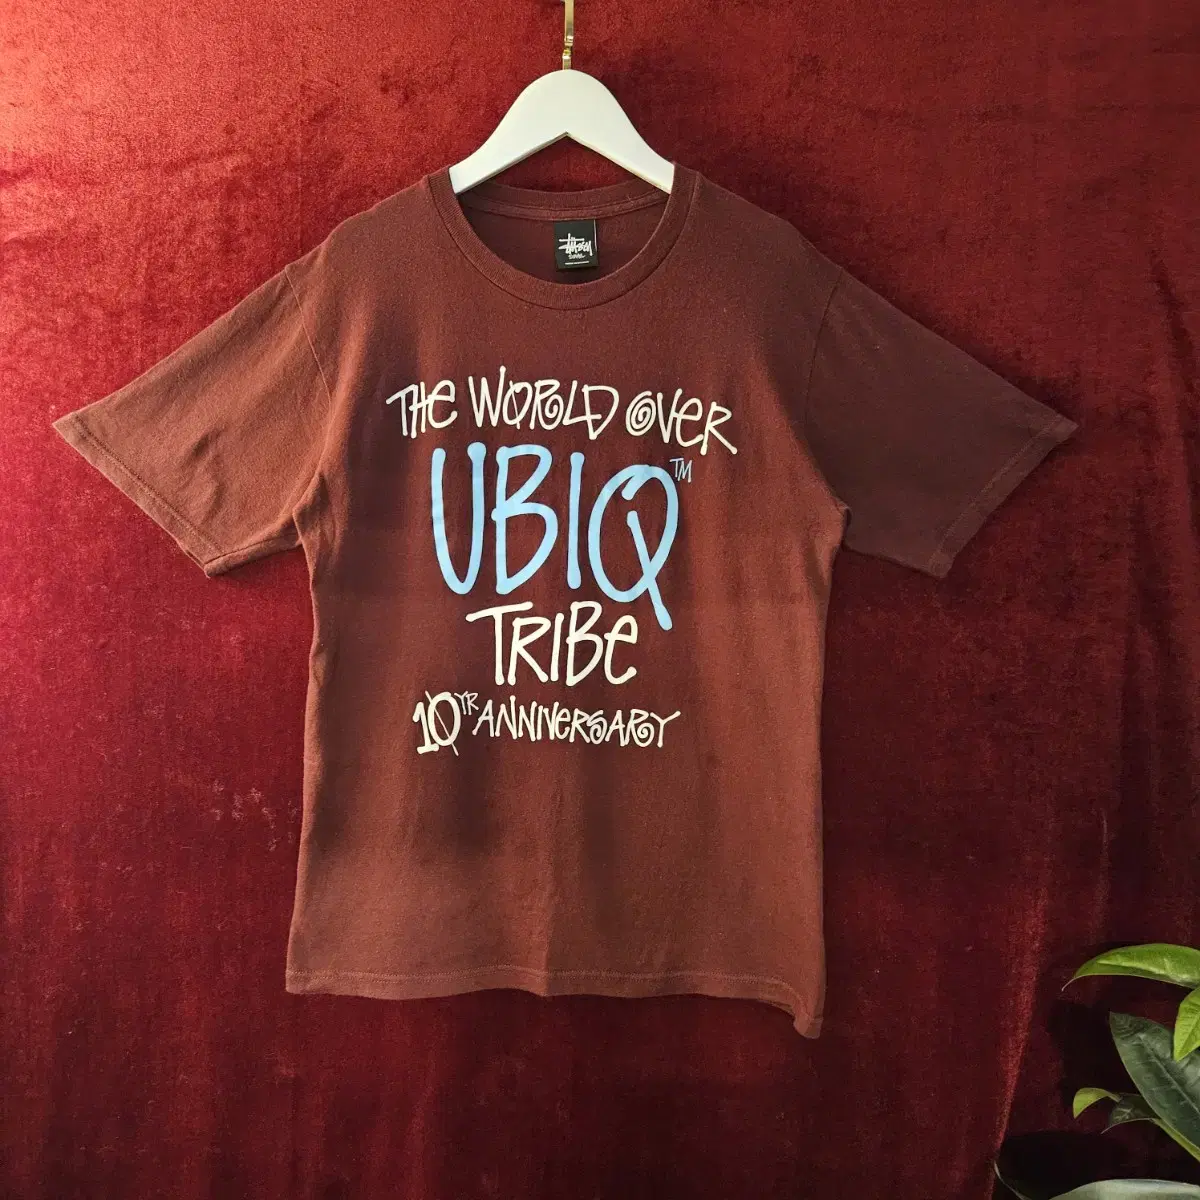 Stüssy
THE WORLD OVER
UBIQ™
TRIBE
10YR ANNIVERSARY